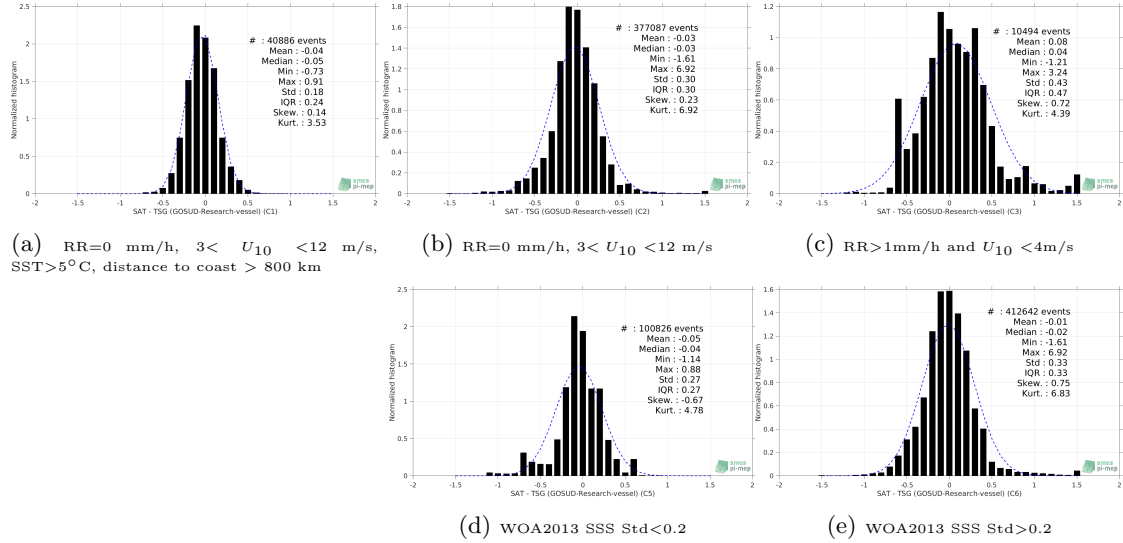 2.5
2
1.5
1
0.5
0
-2
-1.5
-1
-0.5
0
0.5
1
1.5
2
Normalized histogram
SAT - TSG (GOSUD-Research-vessel) (C1)
# : 40886 events
Mean : -0.04
Median : -0.05
Min : -0.73
Max : 0.91
Std : 0.18
IQR : 0.24
Skew. : 0.14
Kurt. : 3.53
smos
pi-mep
(a) RR=0 mm/h, 3< U10 <12 m/s,
SST>5°C, distance to coast > 800 km
1.8
1.6
1.4
1.2
1
0.8
0.6
0.4
0.2
0
-2
-1.5
-1
-0.5
0
0.5
1
1.5
2
Normalized histogram
SAT - TSG (GOSUD-Research-vessel) (C2)
# : 377087 events
Mean : -0.03
Median : -0.03
Min : -1.61
Max : 6.92
Std : 0.30
IQR : 0.30
Skew. : 0.23
Kurt. : 6.92
smos
pi-mep
(b) RR=0 mm/h, 3< U10 <12 m/s
1.2
1
0.8
0.6
0.4
0.2
0
-2
-1.5
-1
-0.5
0
0.5
1
1.5
2
Normalized histogram
SAT - TSG (GOSUD-Research-vessel) (C3)
# : 10494 events
Mean : 0.08
Median : 0.04
Min : -1.21
Max : 3.24
Std : 0.43
IQR : 0.47
Skew. : 0.72
Kurt. : 4.39
smos
pi-mep
(c) RR>1mm/h and U10 <4m/s
2.5
2
1.5
1
0.5
0
-2
-1.5
-1
-0.5
0
0.5
1
1.5
2
Normalized histogram
SAT - TSG (GOSUD-Research-vessel) (C5)
# : 100826 events
Mean : -0.05
Median : -0.04
Min : -1.14
Max : 0.88
Std : 0.27
IQR : 0.27
Skew. : -0.67
Kurt. : 4.78
smos
pi-mep
(d) WOA2013 SSS Std<0.2
1.6
1.4
1.2
1
0.8
0.6
0.4
0.2
0
-2
-1.5
-1
-0.5
0
0.5
1
1.5
2
Normalized histogram
SAT - TSG (GOSUD-Research-vessel) (C6)
# : 412642 events
Mean : -0.01
Median : -0.02
Min : -1.61
Max : 6.92
Std : 0.33
IQR : 0.33
Skew. : 0.75
Kurt. : 6.83
smos
pi-mep
(e) WOA2013 SSS Std>0.2